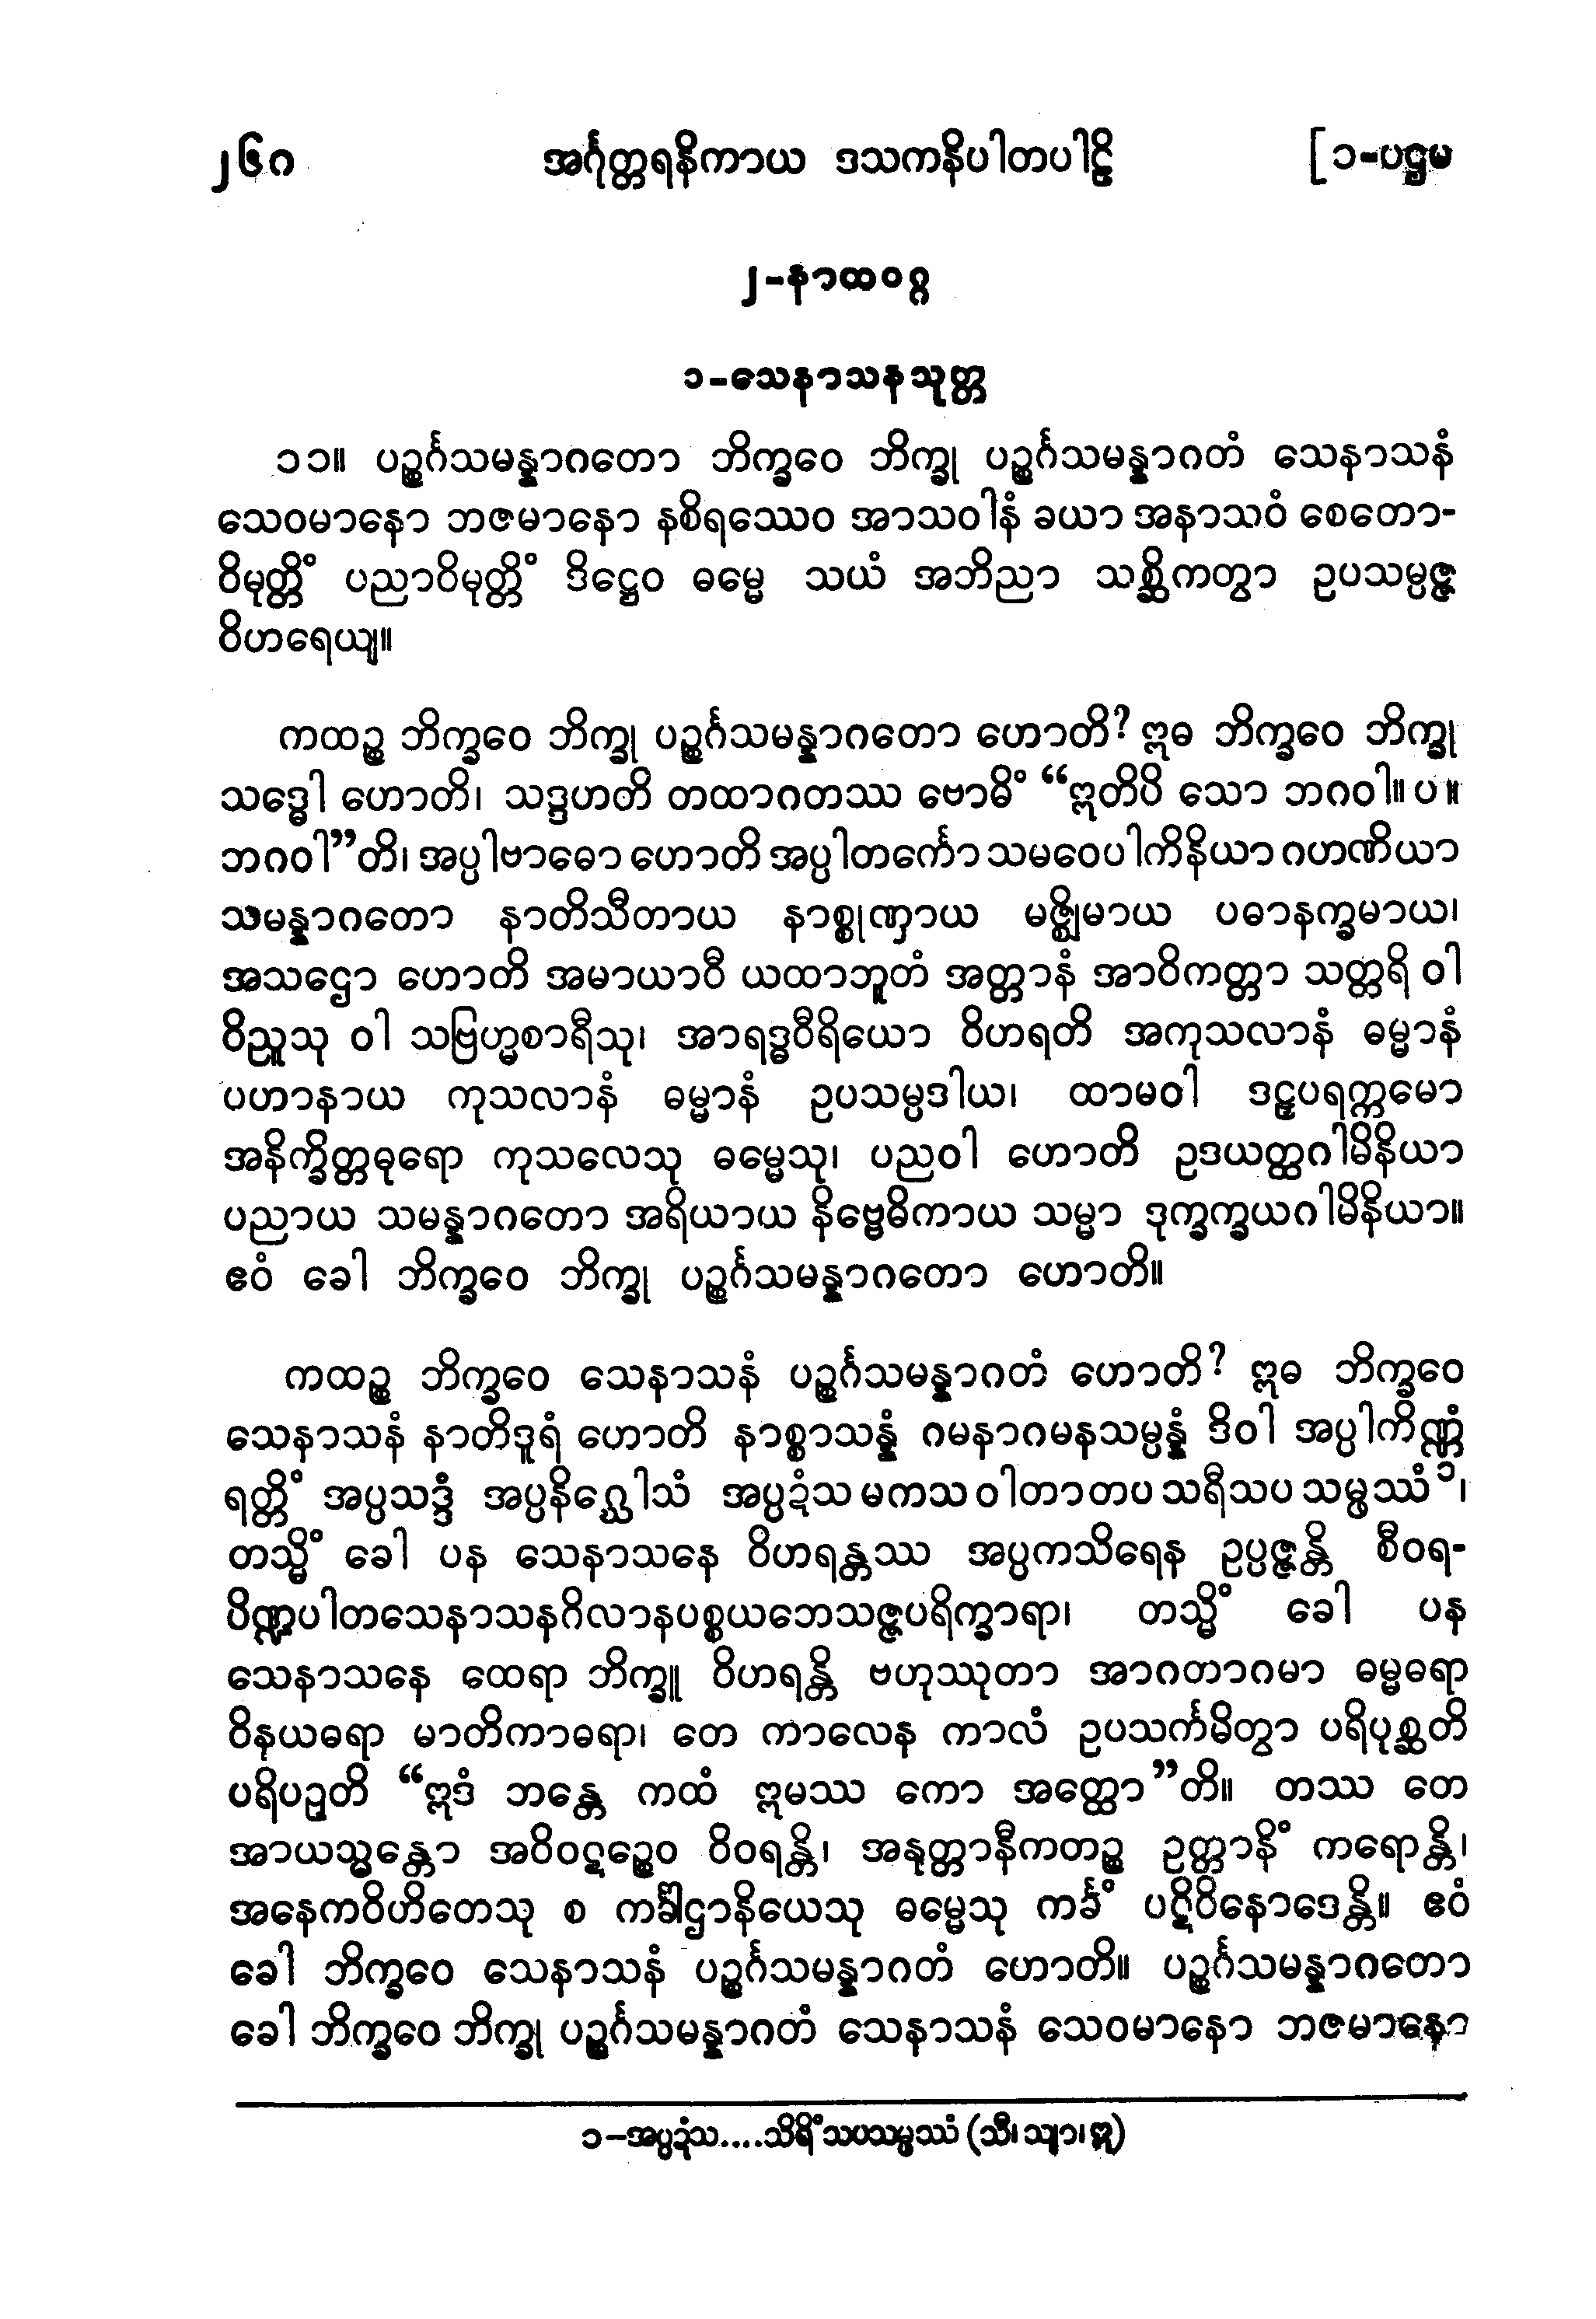 ၂၆ဂ အင်္ဂုတ္တရနိကာယ ဒသကနိပါတပါဠိ [၁-ပဌမ
၂-နာထဝဂ္ဂ
၁-သေနာသနသုတ္တ
၁၁။ ပဉ္စင်္ဂသမန္နာဂတော ဘိက္ခဝေ ဘိက္ခု ပဉ္စင်္ဂသမန္နာဂတံ သေနာသနံ
သေဝမာနော ဘဇမာနော နစိရဿေဝ အာသဝါနံ ခယာ အနာသဝံ စေတော-
ဝိမုတ္တိံ ပညာဝိမုတ္တိံ ဒိဋ္ဌေဝ ဓမ္မေ သယံ အဘိညာ သစ္ဆိကတွာ ဥပသမ္ပဇ္ဇ
ဝိဟရေယျ။
ကထဉ္စ ဘိက္ခဝေ ဘိက္ခု ပဉ္စင်္ဂသမန္နာဂတော ဟောတိ? ဣဓ ဘိက္ခဝေ ဘိက္ခု
သဒ္ဓေါ ဟောတိ၊ သဒ္ဒဟတိ တထာဂတဿ ဗောဓိံ “ဣတိပိ သော ဘဂဝါ။ ပ။
ဘဂဝါ”တိ၊ အပ္ပါဗာဓော ဟောတိ အပ္ပါတင်္ကော သမဝေပါကိနိယာ ဂဟဏိယာ
သမန္နာဂတော နာတိသီတာယ နာစ္စုဏှာယ မဇ္ဈိမာယ ပဓာနက္ခမာယ၊
အသဌော ဟောတိ အမာယာဝီ ယထာဘူတံ အတ္တာနံ အာဝိကတ္တာ သတ္တရိ ဝါ
ဝိညူသု ဝါ သဗြဟ္မစာရီသု၊ အာရဒ္ဓဝီရိယော ဝိဟရတိ အကုသလာနံ ဓမ္မာနံ
ပဟာနာယ ကုသလာနံ ဓမ္မာနံ ဥပသမ္ပဒါယ၊ ထာမဝါ ဒဠှပရက္ကမော
အနိက္ခိတ္တဓုရော ကုသလေသု ဓမ္မေသု၊ ပညဝါ ဟောတိ ဥဒယတ္ထဂါမိနိယာ
ပညာယ သမန္နာဂတော အရိယာယ နိဗ္ဗေဓိကာယ သမ္မာ ဒုက္ခက္ခယဂါမိနိယာ။
ဧဝံ ခေါ ဘိက္ခဝေ ဘိက္ခု ပဉ္စင်္ဂသမန္နာဂတော ဟောတိ။
ကထဉ္စ ဘိက္ခဝေ သေနာသနံ ပဉ္စင်္ဂသမန္နာဂတံ ဟောတိ? ဣဓ ဘိက္ခဝေ
သေနာသနံ နာတိဒူရံ ဟောတိ နာစ္စာသန္နံ ဂမနာဂမနသမ္ပန္နံ ဒိဝါ အပ္ပါကိဏ္ဏံ
ရတ္တိံ အပ္ပသဒ္ဒံ အပ္ပနိဂ္ဃေါသံ အပ္ပဍံသ မကသ ဝါတာတပ သရီသပ သမ္ဖဿံ၁၊
တသ္မိံ ခေါ ပန သေနာသနေ ဝိဟရန္တဿ အပ္ပကသိရေန ဥပ္ပဇ္ဇန္တိ စီဝရ-
ပိဏ္ဍပါတသေနာသနဂိလာနပစ္စယဘေသဇ္ဇပရိက္ခာရာ၊ တသ္မိံ ခေါ ပန
သေနာသနေ ထေရာ ဘိက္ခူ ဝိဟရန္တိ ဗဟုဿုတာ အာဂတာဂမာ ဓမ္မဓရာ
ဝိနယဓရာ မာတိကာဓရာ၊ တေ ကာလေန ကာလံ ဥပသင်္ကမိတွာ ပရိပုစ္ဆတိ
ပရိပဉှတိ “ဣဒံ ဘန္တေ ကထံ ဣမဿ ကော အတ္ထော”တိ။ တဿ တေ
အာယသ္မန္တော အဝိဝဋဉ္စေဝ ဝိဝရန္တိ၊ အနုတ္တာနီကတဉ္စ ဥတ္တာနိံ ကရောန္တိ၊
အနေကဝိဟိတေသု စ ကင်္ခါဌာနိယေသု ဓမ္မေသု ကင်္ခံ ပဋိဝိနောဒေန္တိ။ ဧဝံ
ခေါ ဘိက္ခဝေ သေနာသနံ ပဉ္စင်္ဂသမန္နာဂတံ ဟောတိ။ ပဉ္စင်္ဂသမန္နာဂတော
ခေါ ဘိက္ခဝေ ဘိက္ခု ပဉ္စင်္ဂသမန္နာဂတံ သေနာသနံ သေဝမာနော ဘဇမာနော
၁-အပ္ပဍံသ....သိရိံသပသမ္ဖဿံ (သီ၊ သျာ၊ ဣ)